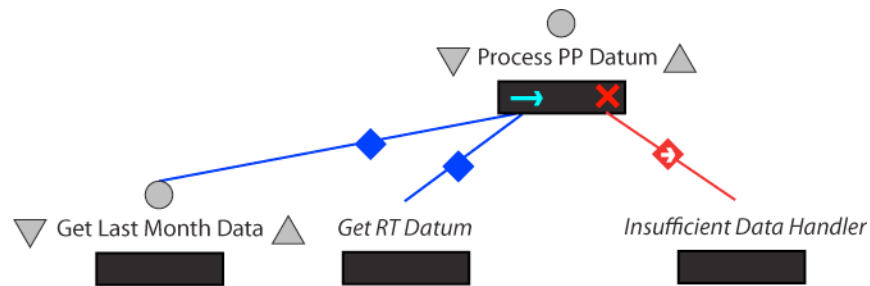 Process PP Datum
Get Last Month Data
Get RT Datum
Insufficient Data Handler